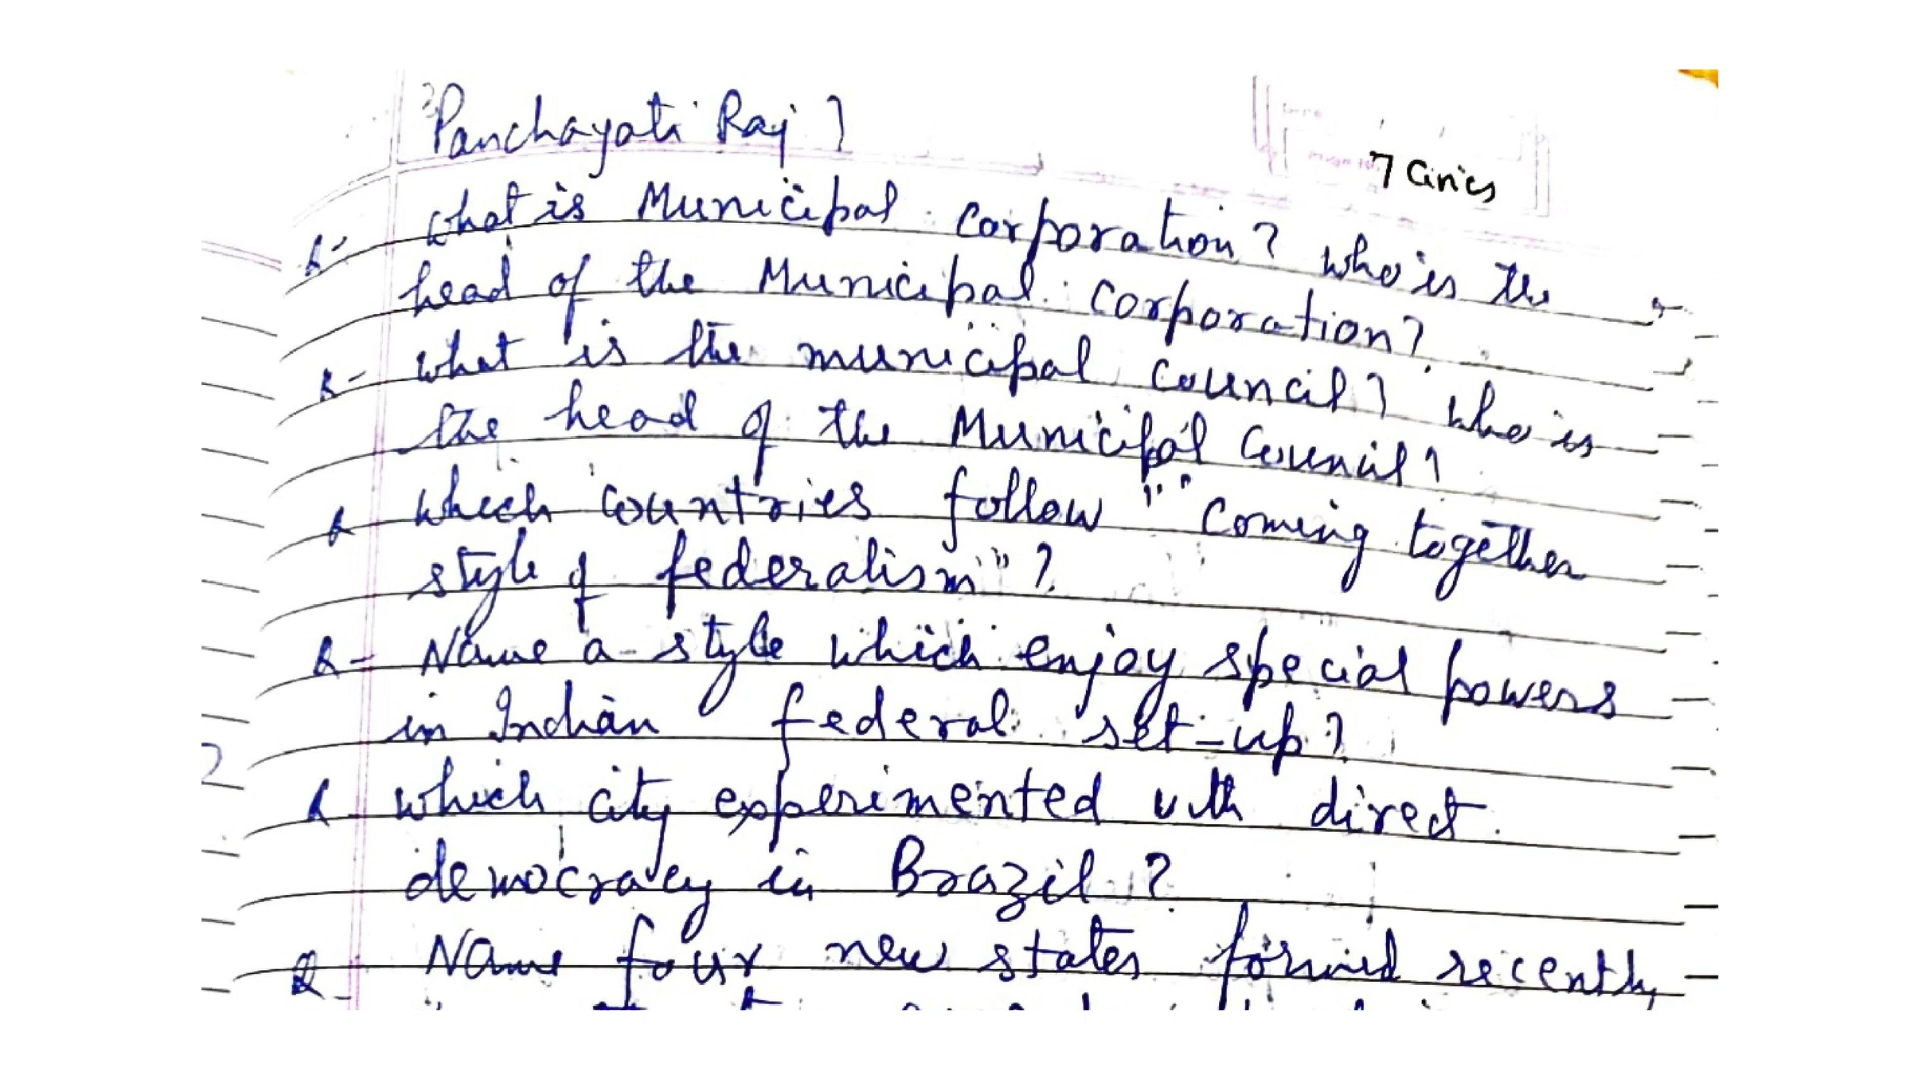 Panchayati Raj ?
7 Civics
Q- What is Municipal Corporation? Who is the
head of the Municipal Corporation?
Q- What is the municipal council? Who is
the head of the Municipal Council?
Q which countries follow " "coming together
style of federalism"?
Q- Name a style which enjoy special powers
in Indian federal set-up?
Q which city experimented with direct
democracy in Brazil?
Q- Name four new states formed recently